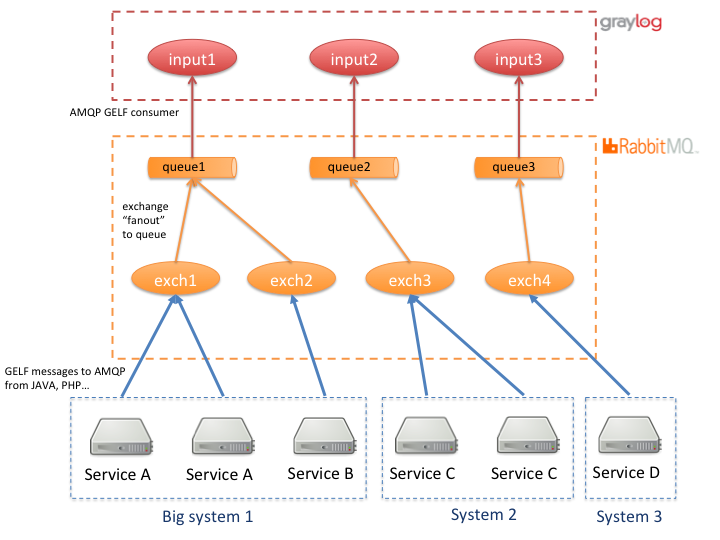 graylog
input1
input2
input3
AMQP GELF consumer
RabbitMQ
queue1
queue2
queue3
exchange
“fanout”
to queue
exch1
exch2
exch3
exch4
GELF messages to AMQP
from JAVA, PHP...
Service A
Service A
Service B
Service C
Service C
Service D
Big system 1
System 2
System 3